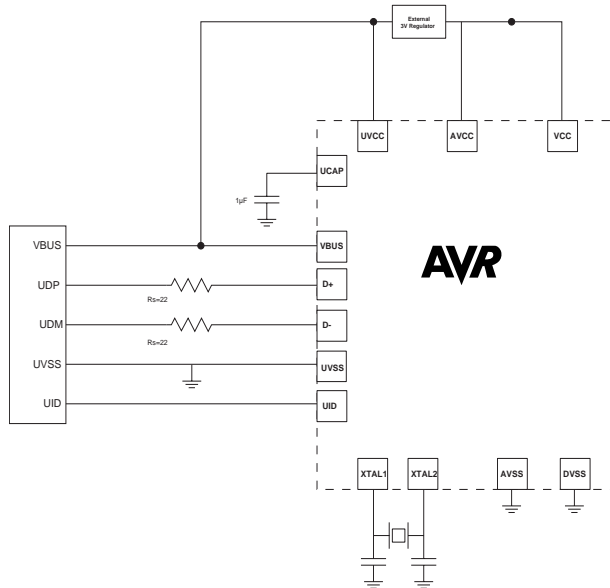 External
3V Regulator
UVCC
AVCC
VCC
UCAP
1µF
VBUS
VBUS
UDP
Rs=22
D+
UDM
Rs=22
D-
UVSS
UVSS
UID
UID
AVR
XTAL1
XTAL2
AVSS
DVSS